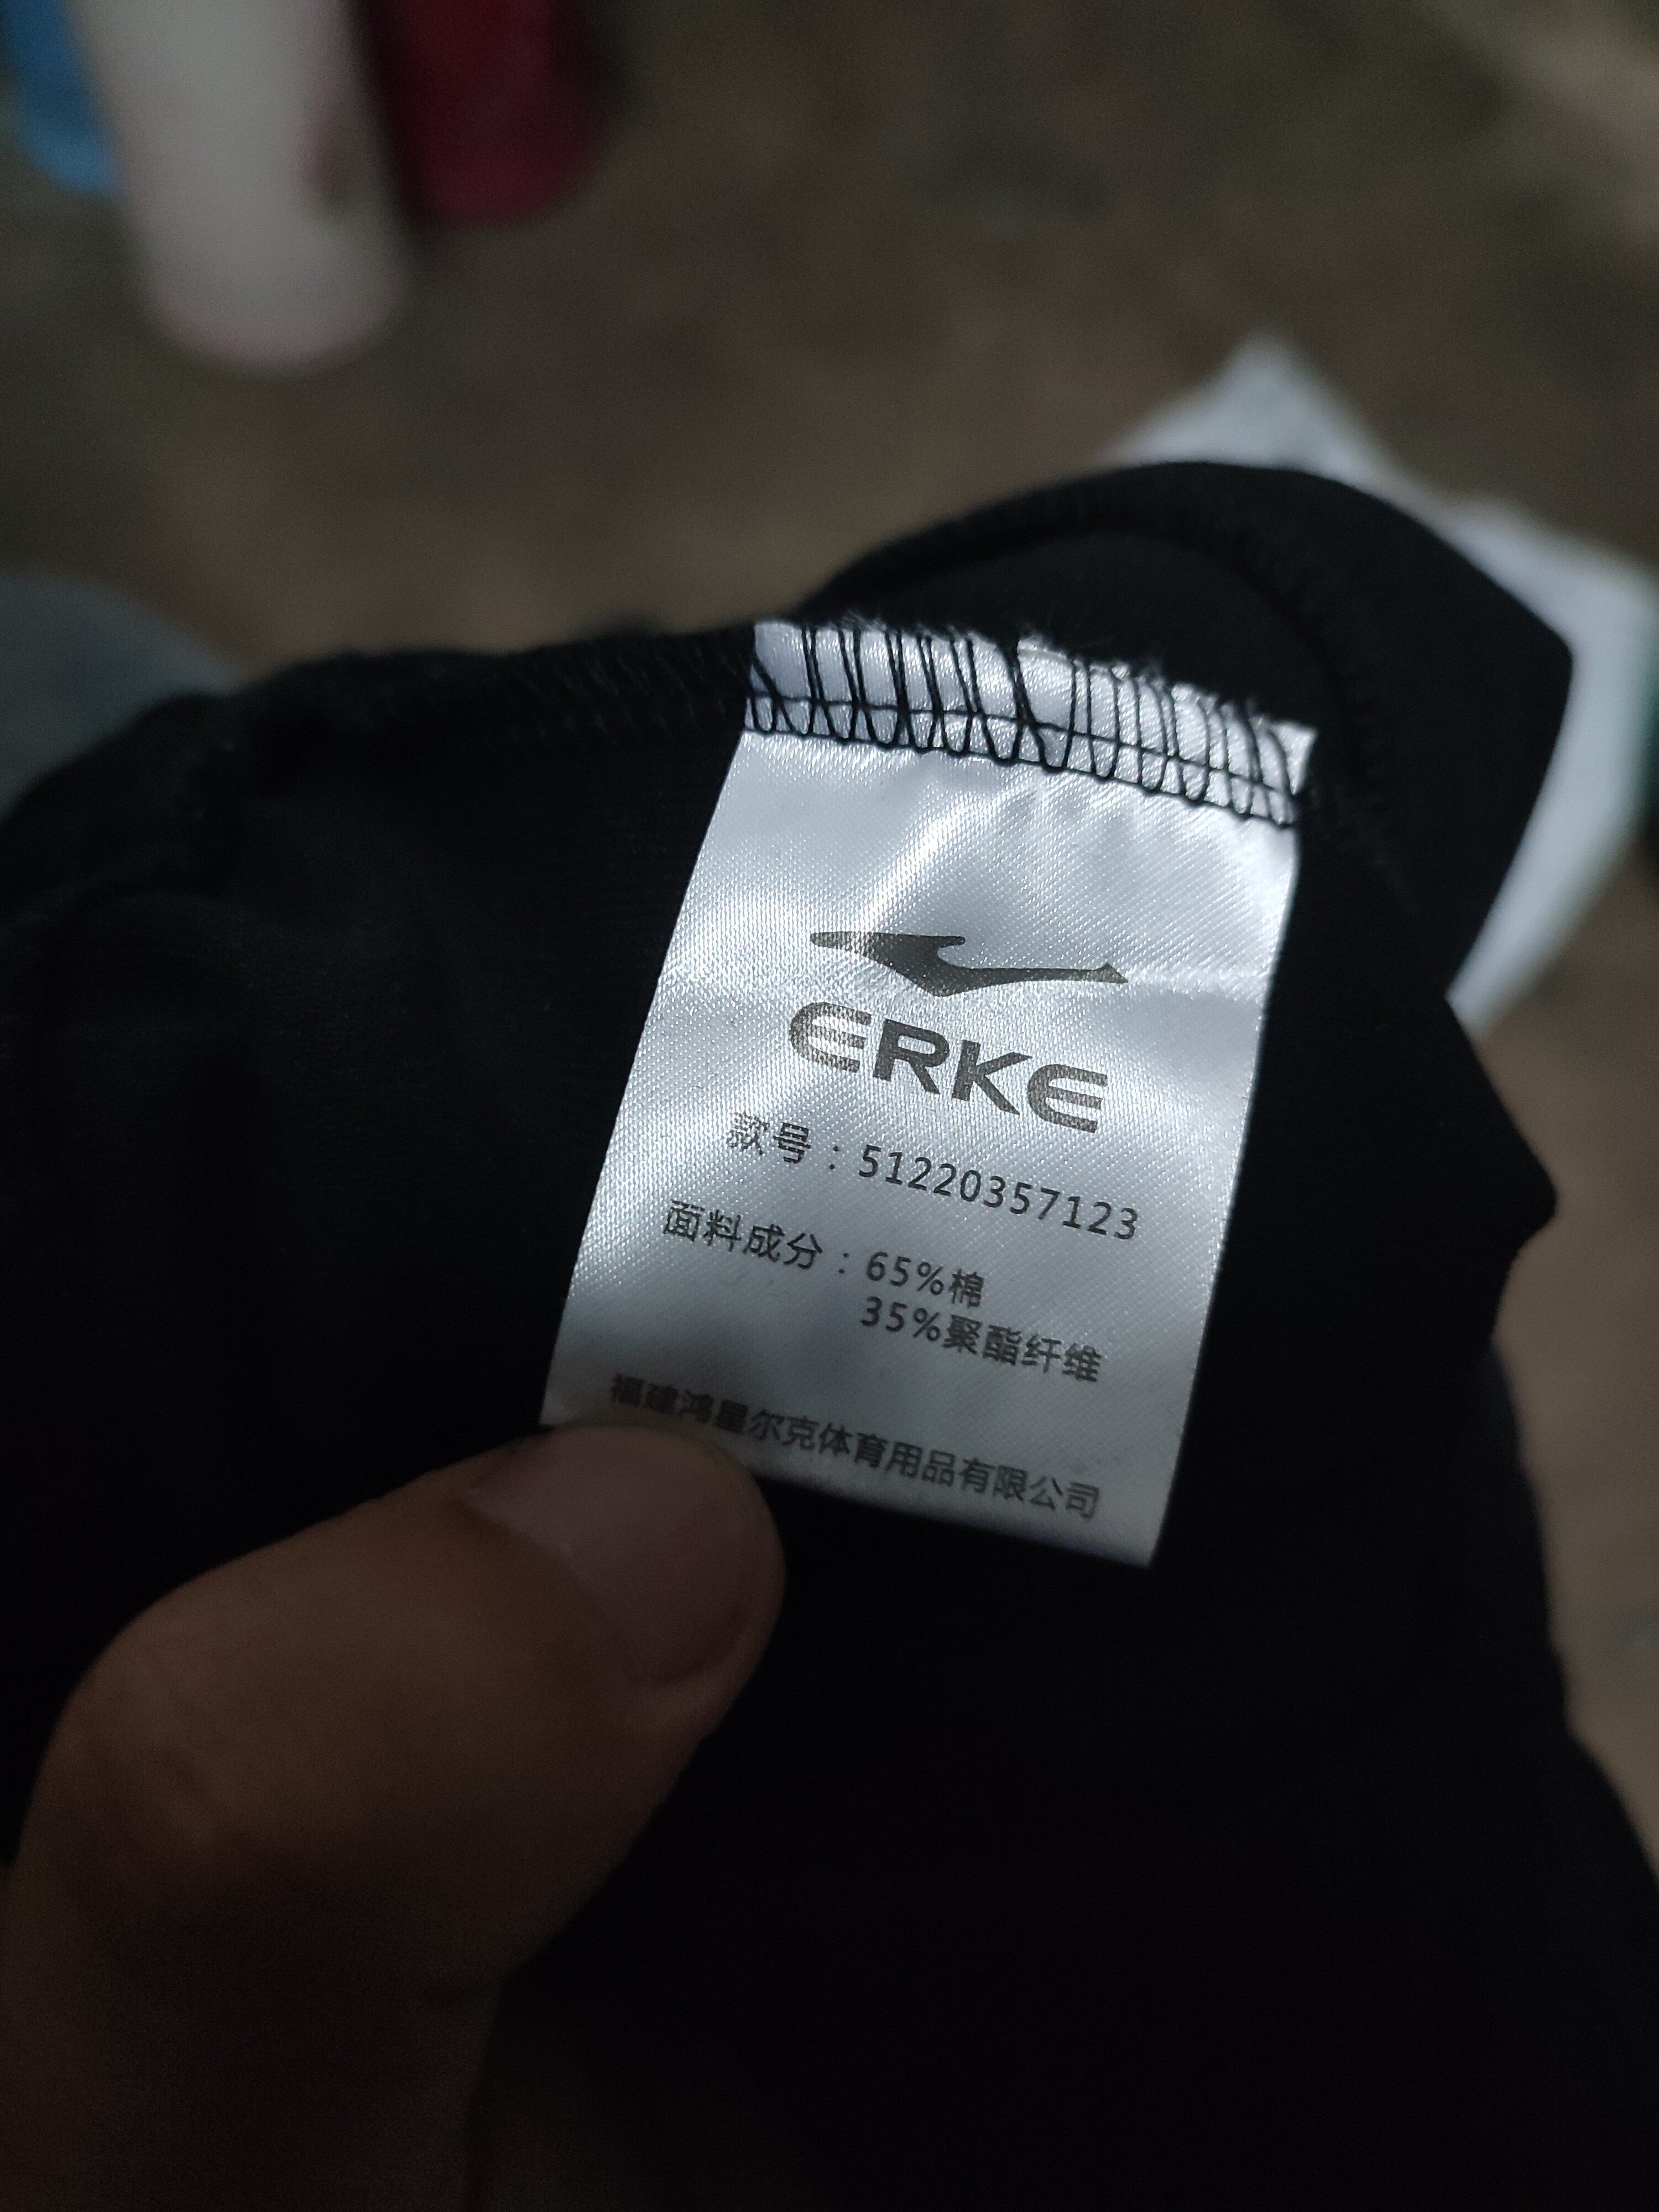 ERKE
款号：51220357123
面料成分：65%棉
35%聚酯纤维
福建鸿星尔克体育用品有限公司